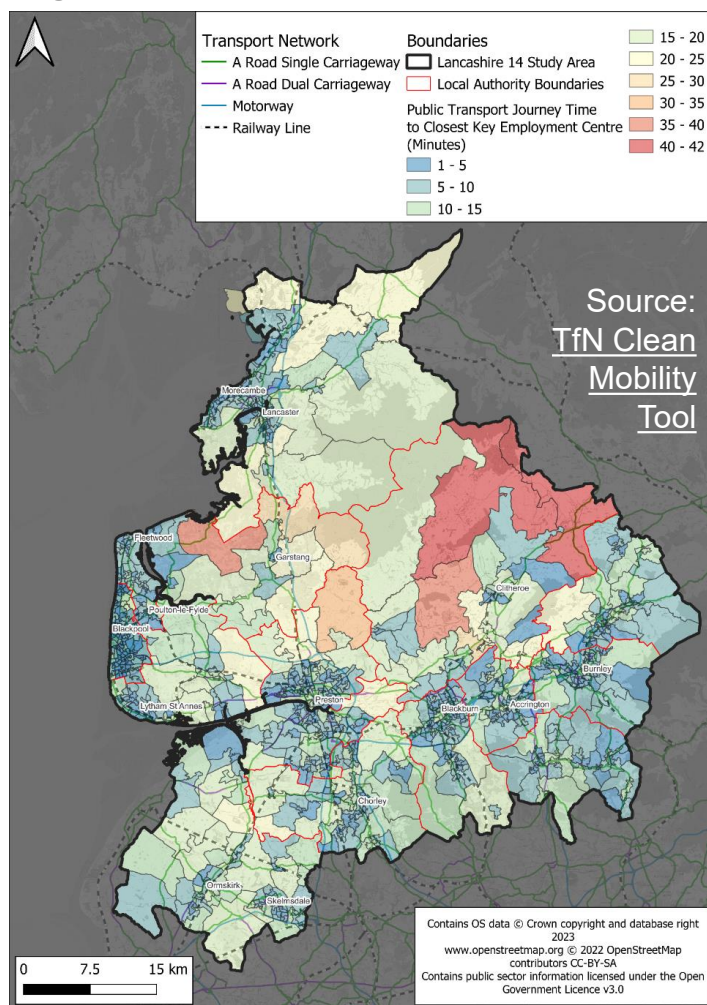 Transport Network
A Road Single Carriageway
A Road Dual Carriageway
Motorway
Railway Line
Boundaries
Lancashire 14 Study Area
Local Authority Boundaries
Public Transport Journey Time
to Closest Key Employment Centre
(Minutes)
1 - 5
5 - 10
10 - 15
15 - 20
20 - 25
25 - 30
30 - 35
35 - 40
40 - 42
Source:
TfN Clean
Mobility
Tool
Morecambe
Lancaster
Fleetwood
Garstang
Clitheroe
Poulton-le-Fylde
Blackpool
Burnley
Lytham St Annes
Preston
Blackburn
Accrington
Chorley
Ormskirk
Skelmsdale
0 7.5 15 km
Contains OS data © Crown copyright and database right
2023
www.openstreetmap.org © 2022 OpenStreetMap
contributors CC-BY-SA
Contains public sector information licensed under the Open
Government Licence v3.0